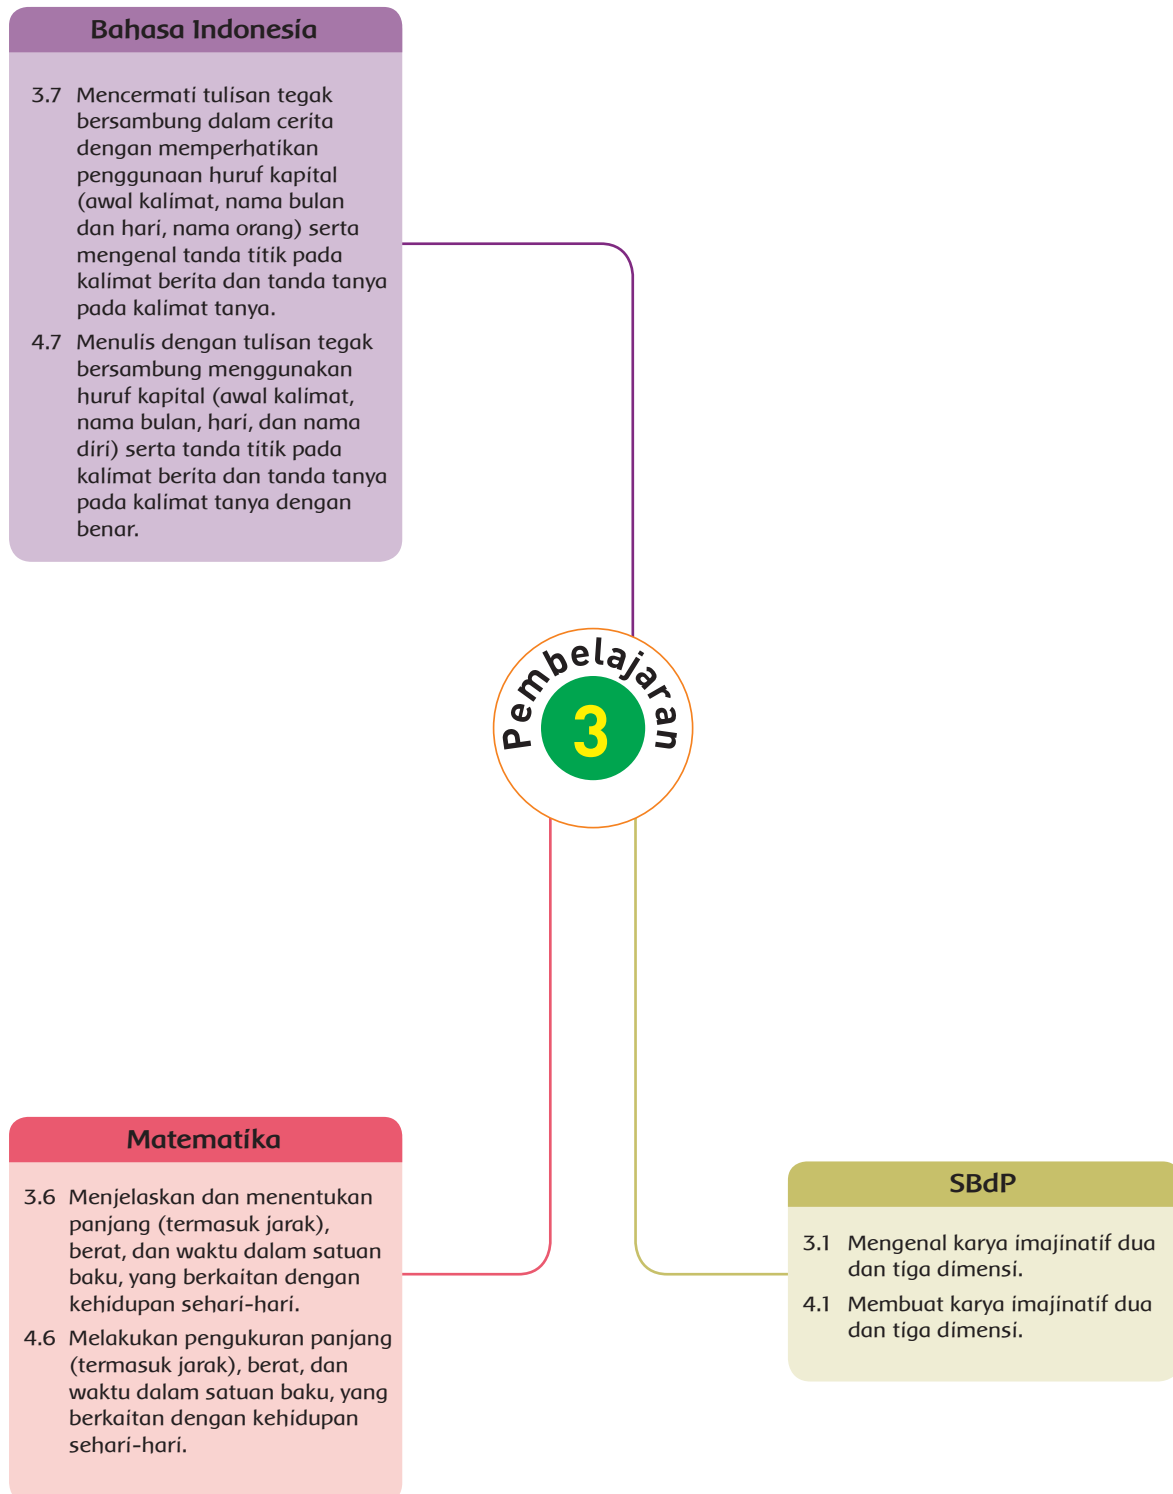 Bahasa Indonesia
3.7 Mencermati tulisan tegak
bersambung dalam cerita
dengan memperhatikan
penggunaan huruf kapital
(awal kalimat, nama bulan
dan hari, nama orang) serta
mengenal tanda titik pada
kalimat berita dan tanda tanya
pada kalimat tanya.
4.7 Menulis dengan tulisan tegak
bersambung menggunakan
huruf kapital (awal kalimat,
nama bulan, hari, dan nama
diri) serta tanda titik pada
kalimat berita dan tanda tanya
pada kalimat tanya dengan
benar.
Pembelajaran
3
Matematika
3.6 Menjelaskan dan menentukan
panjang (termasuk jarak),
berat, dan waktu dalam satuan
baku, yang berkaitan dengan
kehidupan sehari-hari.
4.6 Melakukan pengukuran panjang
(termasuk jarak), berat, dan
waktu dalam satuan baku, yang
berkaitan dengan kehidupan
sehari-hari.
SBdP
3.1 Mengenal karya imajinatif dua
dan tiga dimensi.
4.1 Membuat karya imajinatif dua
dan tiga dimensi.